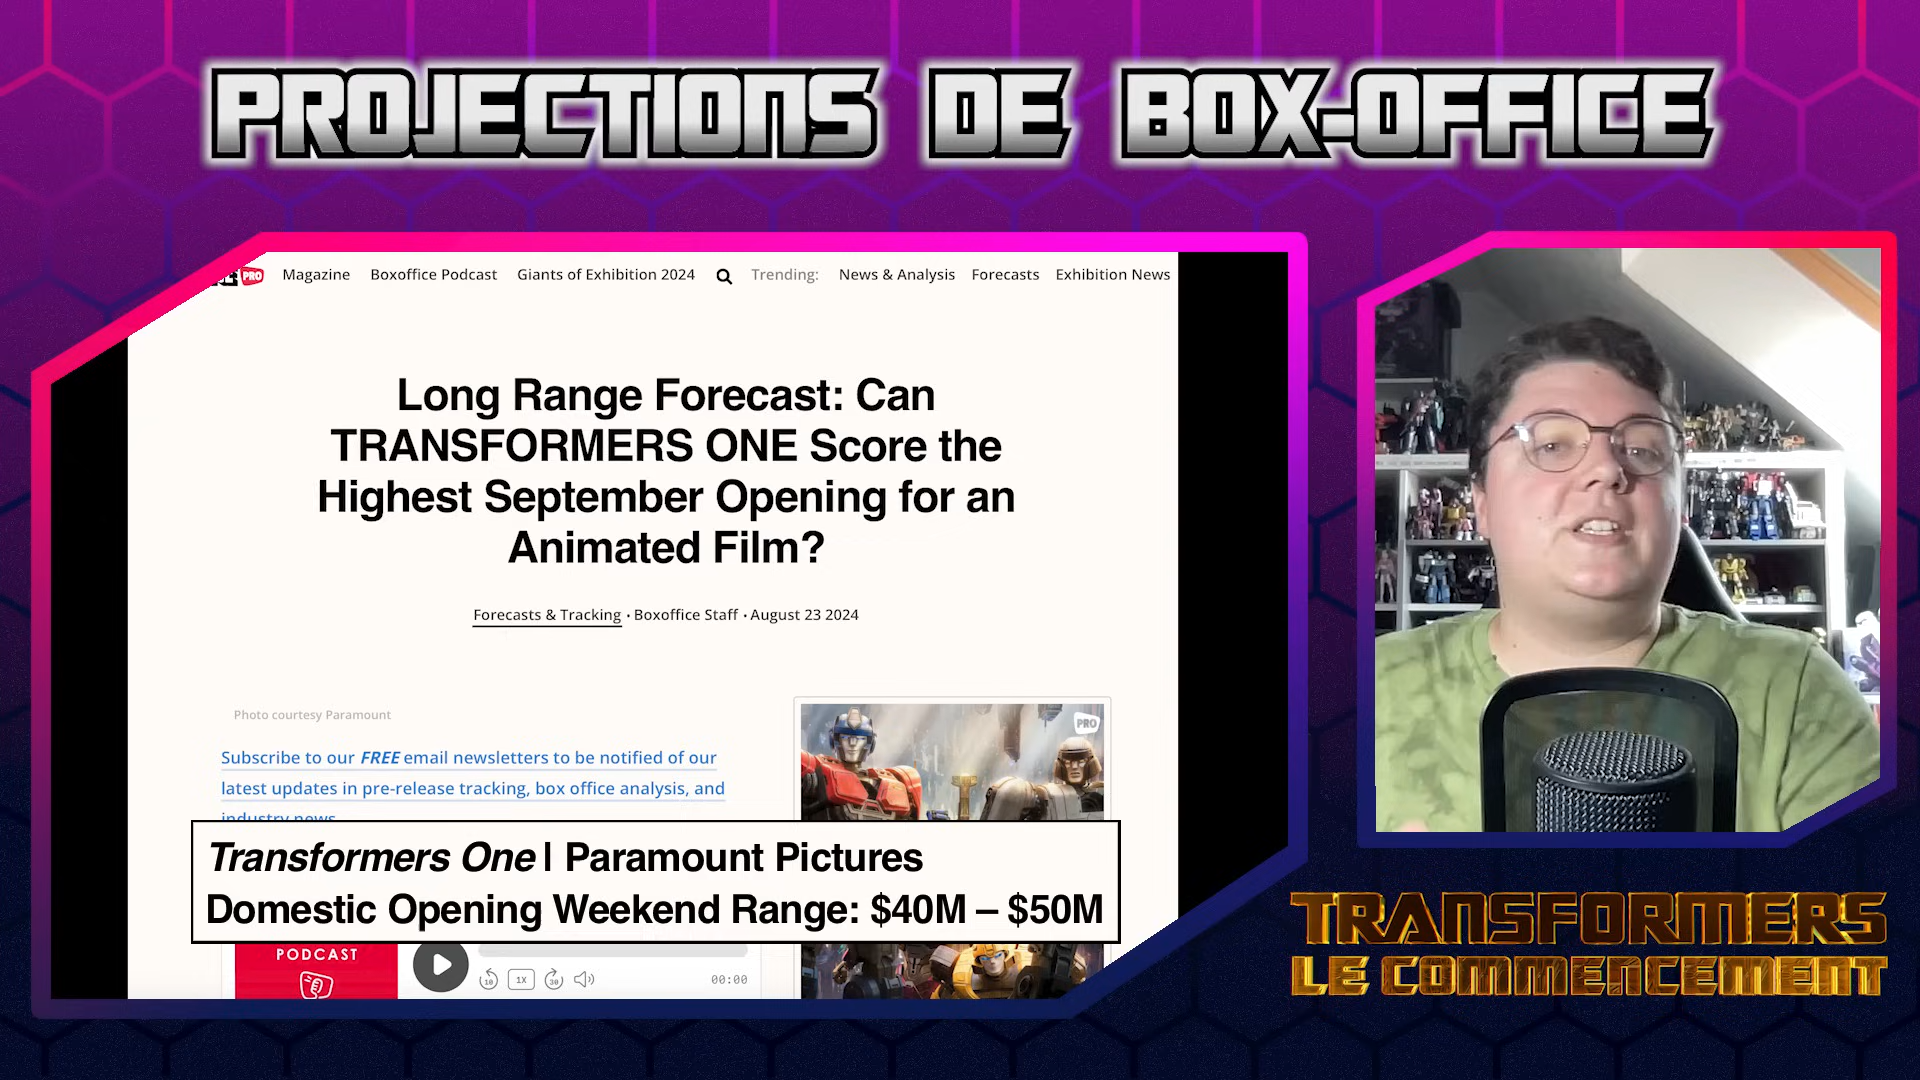 PROJECTIONS DE BOX-OFFICE
PRO
Magazine Boxoffice Podcast Giants of Exhibition 2024 Trending: News & Analysis Forecasts Exhibition News
Long Range Forecast: Can
TRANSFORMERS ONE Score the
Highest September Opening for an
Animated Film?
Forecasts & Tracking • Boxoffice Staff • August 23 2024
Photo courtesy Paramount
PRO
Subscribe to our FREE email newsletters to be notified of our
latest updates in pre-release tracking, box office analysis, and
industry news.
Transformers One | Paramount Pictures
Domestic Opening Weekend Range: $40M – $50M
PODCAST
10 1X 30 00:00
TRANSFORMERS
LE COMMENCEMENT